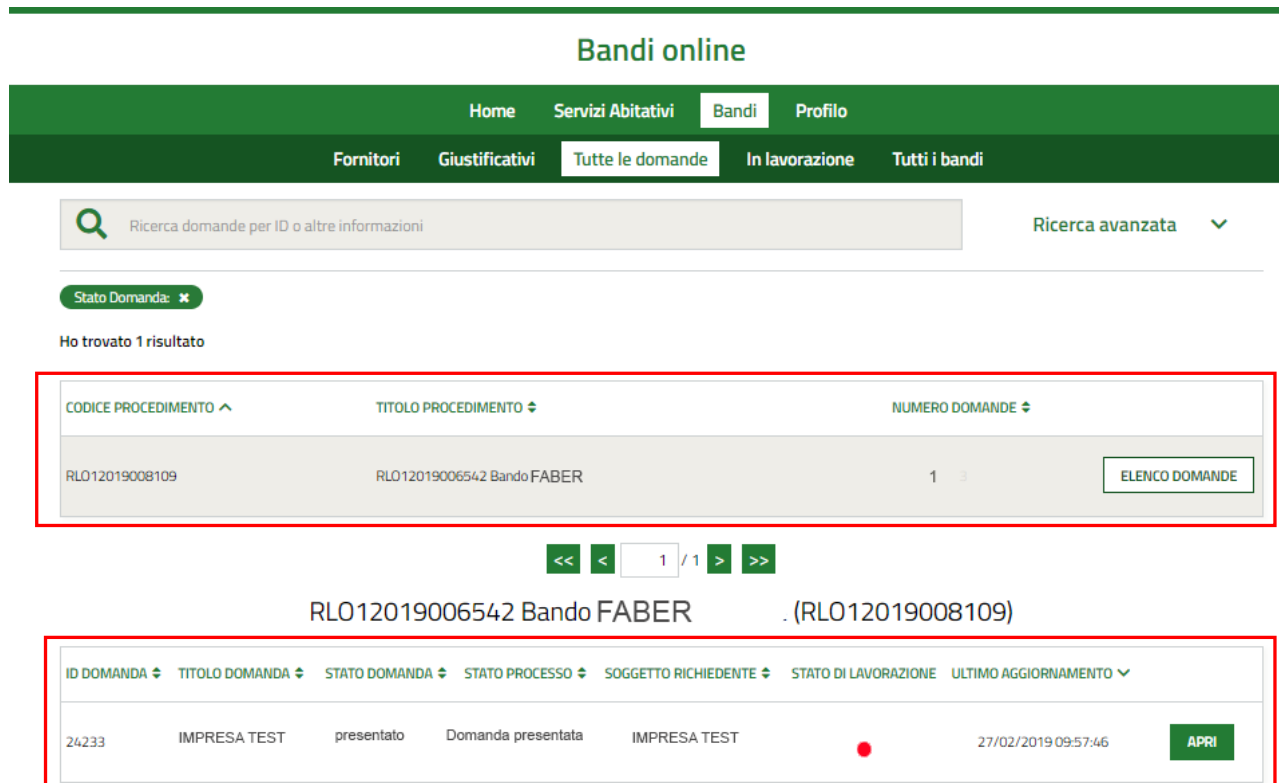 Bandi online
Home Servizi Abitativi Bandi Profilo
Fornitori Giustificativi Tutte le domande In lavorazione Tutti i bandi
Ricerca domande per ID o altre informazioni Ricerca avanzata
Stato Domanda: ✖
Ho trovato 1 risultato
CODICE PROCEDIMENTO TITOLO PROCEDIMENTO NUMERO DOMANDE
RLO12019008109 RLO12019006542 Bando FABER 1 3 ELENCO DOMANDE
<< < 1 / 1 > >>
RLO12019006542 Bando FABER . (RLO12019008109)
ID DOMANDA TITOLO DOMANDA STATO DOMANDA STATO PROCESSO SOGGETTO RICHIEDENTE STATO DI LAVORAZIONE ULTIMO AGGIORNAMENTO
24233 IMPRESA TEST presentato Domanda presentata IMPRESA TEST 27/02/2019 09:57:46 APRI